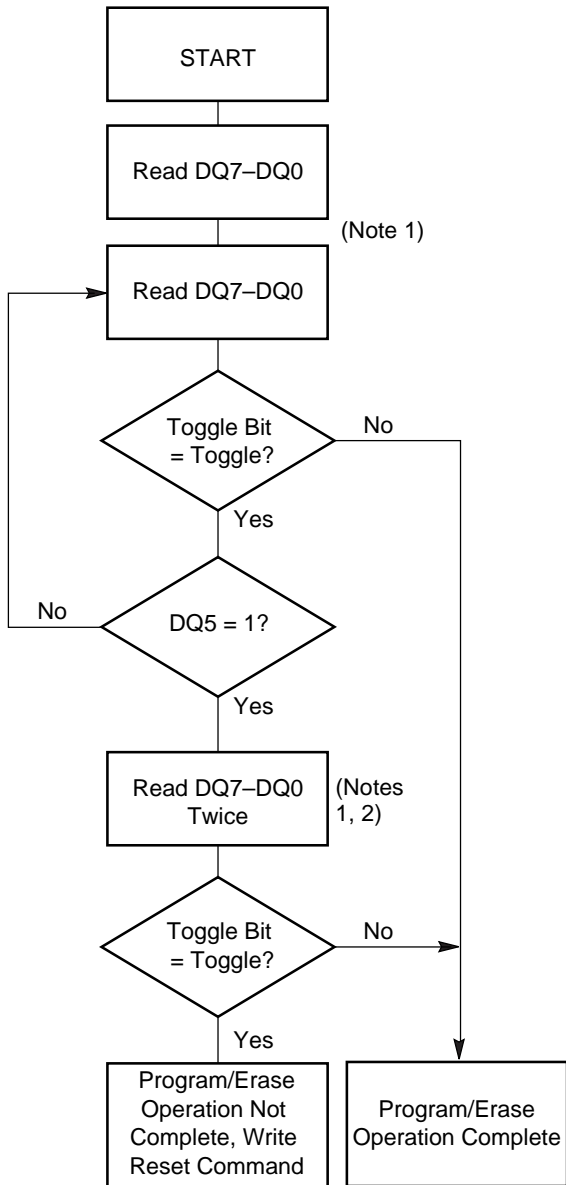 START
Read DQ7–DQ0
(Note 1)
Read DQ7–DQ0
Toggle Bit
= Toggle?
No
Yes
No
DQ5 = 1?
Yes
Read DQ7–DQ0
Twice
(Notes
1, 2)
Toggle Bit
= Toggle?
No
Yes
Program/Erase
Operation Not
Complete, Write
Reset Command
Program/Erase
Operation Complete